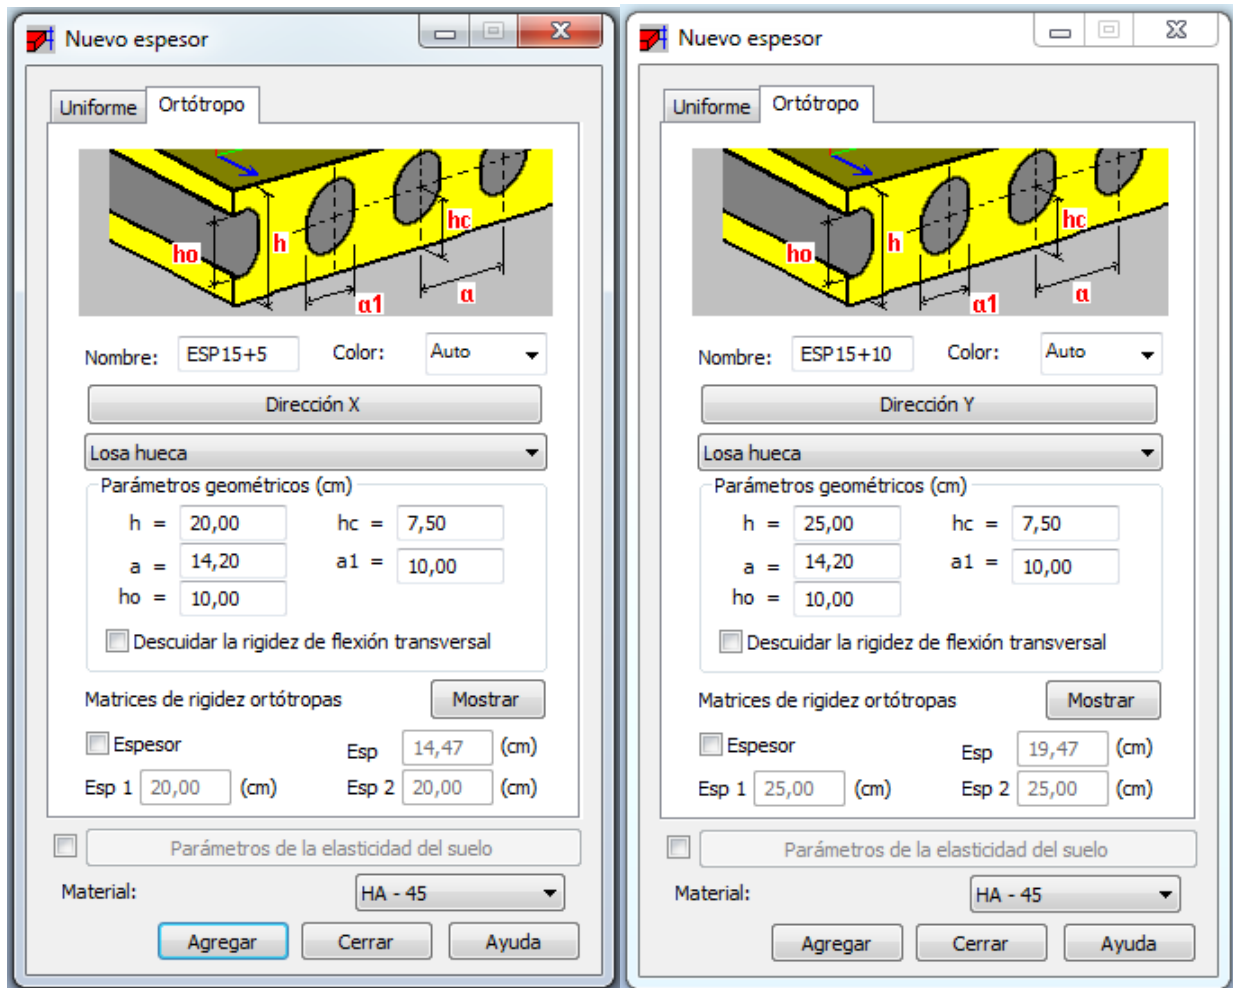 Nuevo espesor
Uniforme Ortótropo
ho h hc α1 α
Nombre: ESP15+5 Color: Auto
Dirección X
Losa hueca
Parámetros geométricos (cm)
h = 20,00 hc = 7,50
a = 14,20 a1 = 10,00
ho = 10,00
Descuidar la rigidez de flexión transversal
Matrices de rigidez ortótropas Mostrar
Espesor Esp 14,47 (cm)
Esp 1 20,00 (cm) Esp 2 20,00 (cm)
Parámetros de la elasticidad del suelo
Material: HA - 45
Agregar Cerrar Ayuda
Nuevo espesor
Uniforme Ortótropo
ho h hc α1 α
Nombre: ESP15+10 Color: Auto
Dirección Y
Losa hueca
Parámetros geométricos (cm)
h = 25,00 hc = 7,50
a = 14,20 a1 = 10,00
ho = 10,00
Descuidar la rigidez de flexión transversal
Matrices de rigidez ortótropas Mostrar
Espesor Esp 19,47 (cm)
Esp 1 25,00 (cm) Esp 2 25,00 (cm)
Parámetros de la elasticidad del suelo
Material: HA - 45
Agregar Cerrar Ayuda